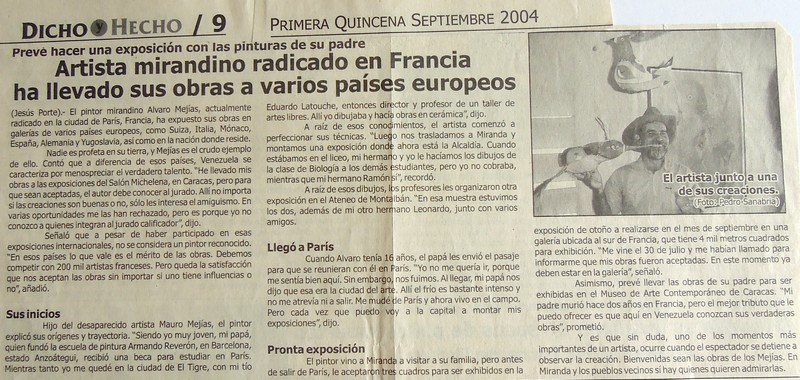 DICHO Y HECHO / 9
PRIMERA QUINCENA SEPTIEMBRE 2004
Prevé hacer una exposición con las pinturas de su padre
Artista mirandino radicado en Francia
ha llevado sus obras a varios países europeos
(Jesús Porte).- El pintor mirandino Alvaro Mejías, actualmente
radicado en la ciudad de París, Francia, ha expuesto sus obras en
galerías de varios países europeos, como Suiza, Italia, Mónaco,
España, Alemania y Yugoslavia, así como en la nación donde reside.
Nadie es profeta en su tierra, y Mejías es el crudo ejemplo
de ello. Contó que a diferencia de esos países, Venezuela se
caracteriza por menospreciar el verdadero talento. "He llevado mis
obras a las exposiciones del Salón Michelena, en Caracas, pero para
que sean aceptadas, el autor debe conocer al jurado. Allí no importa
si las creaciones son buenas o no, sólo les interesa el amiguismo. En
varias oportunidades me las han rechazado, pero es porque yo no
conozco a quienes integran al jurado calificador", dijo.
Señaló que a pesar de haber participado en esas
exposiciones internacionales, no se considera un pintor reconocido.
"En esos países lo que vale es el mérito de las obras. Debemos
competir con 200 mil artistas franceses. Pero queda la satisfacción
que nos aceptan las obras sin importar si uno tiene influencias o
no", añadió.
Sus inicios
Hijo del desaparecido artista Mauro Mejías, el pintor
explicó sus orígenes y trayectoria. "Siendo yo muy joven, mi papá,
quien fundó la escuela de pintura Armando Reverón, en Barcelona,
estado Anzoátegui, recibió una beca para estudiar en París.
Mientras tanto yo me quedé en la ciudad de El Tigre, con mi tío
Eduardo Latouche, entonces director y profesor de un taller de
artes libres. Allí yo dibujaba y hacía obras en cerámica", dijo.
A raíz de esos conocimientos, el artista comenzó a
perfeccionar sus técnicas. "Luego nos trasladamos a Miranda y
montamos una exposición donde ahora está la Alcaldía. Cuando
estábamos en el liceo, mi hermano y yo le hacíamos los dibujos de
la clase de Biología a los demás estudiantes, pero yo no cobraba,
mientras que mi hermano Ramón sí", recordó.
A raíz de esos dibujos, los profesores les organizaron otra
exposición en el Ateneo de Montalbán. "En esa muestra estuvimos
los dos, además de mi otro hermano Leonardo, junto con varios
amigos.
Llegó a París
Cuando Alvaro tenía 16 años, el papá les envió el pasaje
para que se reunieran con él en París. "Yo no me quería ir, porque
me sentía bien aquí. Sin embargo, nos fuimos. Al llegar, mi papá nos
dijo que esa era la ciudad del arte. Allí el frío es bastante intenso y
no me atrevía ni a salir. Me mudé de París y ahora vivo en el campo.
Pero cada vez que puedo voy a la capital a montar mis
exposiciones", dijo.
Pronta exposición
El pintor vino a Miranda a visitar a su familia, pero antes
de salir de París, le aceptaron tres cuadros para ser exhibidos en la
El artista junto a
una de sus creaciones.
(Foto: Pedro Sanabria)
exposición de otoño a realizarse en el mes de septiembre en una
galería ubicada al sur de Francia, que tiene 4 mil metros cuadrados
para exhibición. "Me vine el 30 de julio y me habían llamado para
informarme que mis obras fueron aceptadas. En este momento ya
deben estar en la galería", señaló.
Asimismo, prevé llevar las obras de su padre para ser
exhibidas en el Museo de Arte Contemporáneo de Caracas. "Mi
padre murió hace dos años en Francia, pero el mejor tributo que le
puedo ofrecer es que aquí en Venezuela conozcan sus verdaderas
obras", prometió.
Y es que sin duda, uno de los momentos más
importantes de un artista, ocurre cuando el espectador se detiene a
observar la creación. Bienvenidas sean las obras de los Mejías. En
Miranda y los pueblos vecinos sí hay quienes quieren admirarlas.